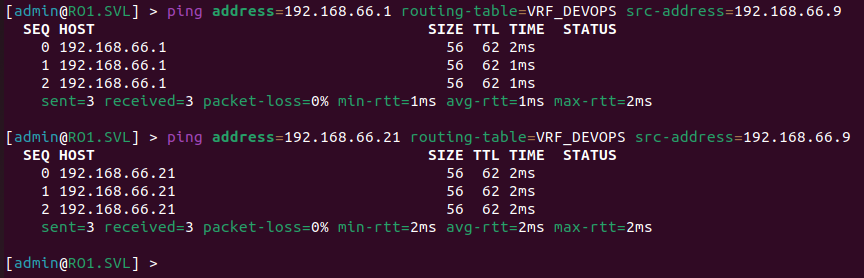 [admin@RO1.SVL] > ping address=192.168.66.1 routing-table=VRF_DEVOPS src-address=192.168.66.9
SEQ HOST SIZE TTL TIME STATUS
0 192.168.66.1 56 62 2ms
1 192.168.66.1 56 62 1ms
2 192.168.66.1 56 62 1ms
sent=3 received=3 packet-loss=0% min-rtt=1ms avg-rtt=1ms max-rtt=2ms
[admin@RO1.SVL] > ping address=192.168.66.21 routing-table=VRF_DEVOPS src-address=192.168.66.9
SEQ HOST SIZE TTL TIME STATUS
0 192.168.66.21 56 62 2ms
1 192.168.66.21 56 62 2ms
2 192.168.66.21 56 62 2ms
sent=3 received=3 packet-loss=0% min-rtt=2ms avg-rtt=2ms max-rtt=2ms
[admin@RO1.SVL] >